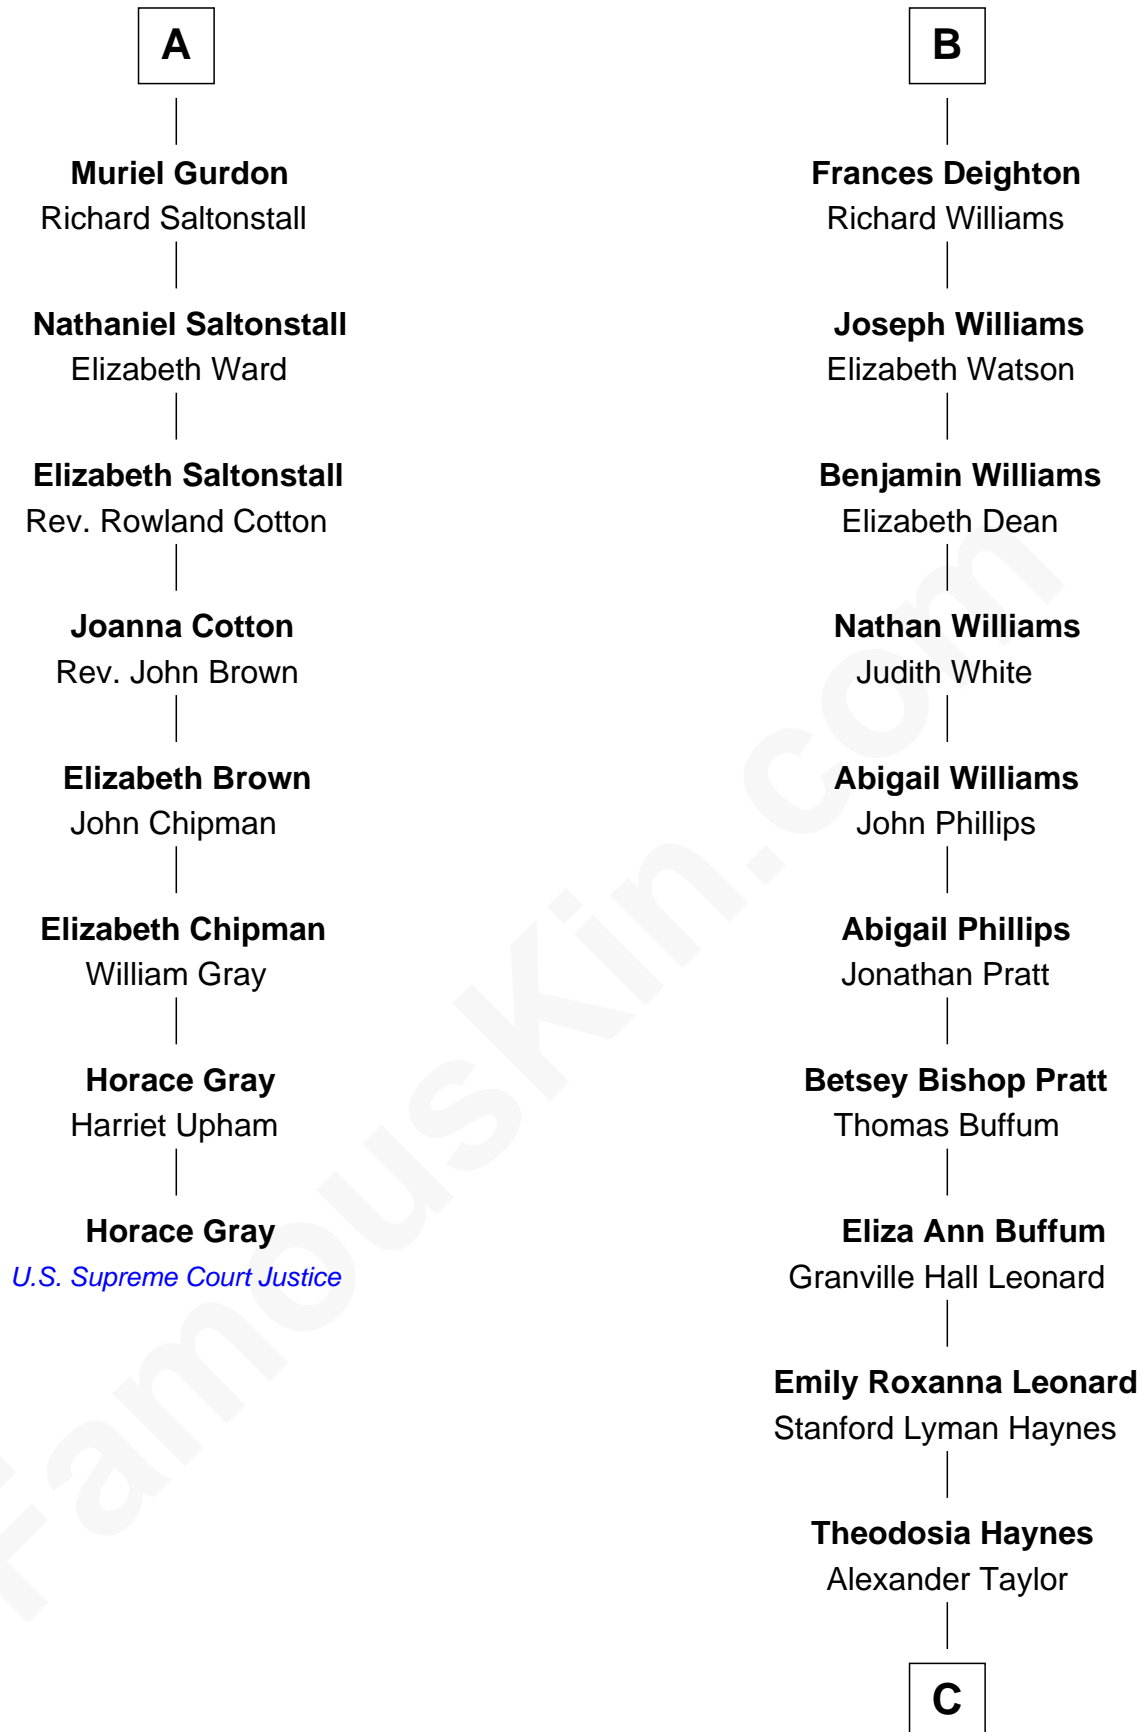 A
Muriel Gurdon
Richard Saltonstall
Nathaniel Saltonstall
Elizabeth Ward
Elizabeth Saltonstall
Rev. Rowland Cotton
Joanna Cotton
Rev. John Brown
Elizabeth Brown
John Chipman
Elizabeth Chipman
William Gray
Horace Gray
Harriet Upham
Horace Gray
U.S. Supreme Court Justice
B
Frances Deighton
Richard Williams
Joseph Williams
Elizabeth Watson
Benjamin Williams
Elizabeth Dean
Nathan Williams
Judith White
Abigail Williams
John Phillips
Abigail Phillips
Jonathan Pratt
Betsey Bishop Pratt
Thomas Buffum
Eliza Ann Buffum
Granville Hall Leonard
Emily Roxanna Leonard
Stanford Lyman Haynes
Theodosia Haynes
Alexander Taylor
C
FamousKin.com